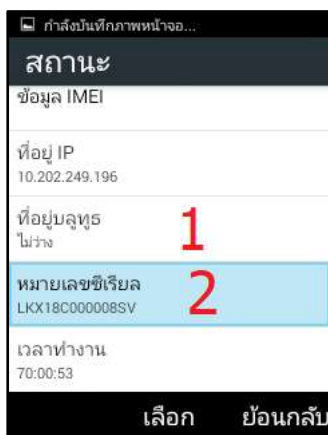 กำลังบันทึกภาพหน้าจอ...
สถานะ
ข้อมูล IMEI
ที่อยู่ IP
10.202.249.196
ที่อยู่บลูทูธ
ไม่ว่าง
1
หมายเลขซีเรียล
LKX18C000008SV
2
เวลาทำงาน
70:00:53
เลือก ย้อนกลับ